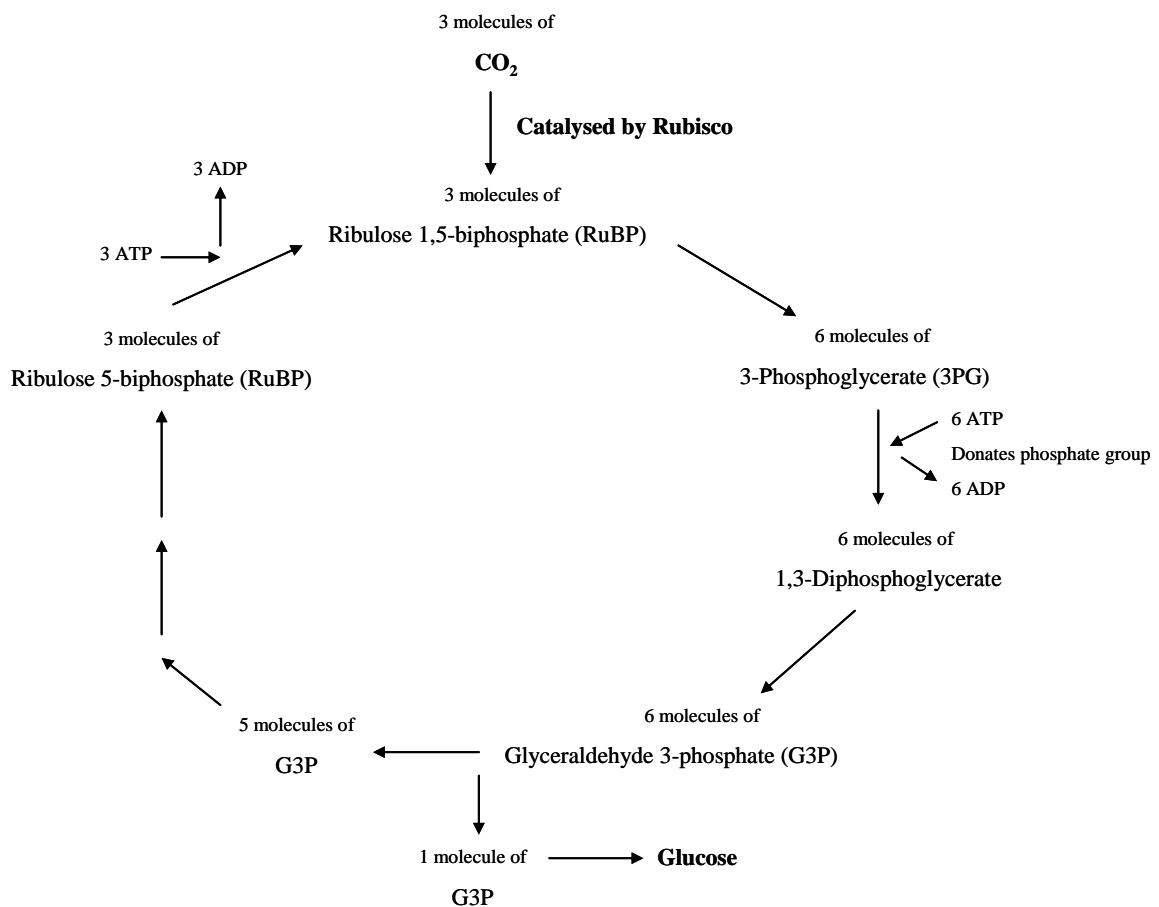 3 molecules of
CO2
Catalysed by Rubisco
3 ADP
3 ATP
3 molecules of
Ribulose 1,5-biphosphate (RuBP)
3 molecules of
Ribulose 5-biphosphate (RuBP)
6 molecules of
3-Phosphoglycerate (3PG)
6 ATP
Donates phosphate group
6 ADP
6 molecules of
1,3-Diphosphoglycerate
6 molecules of
Glyceraldehyde 3-phosphate (G3P)
5 molecules of
G3P
1 molecule of
G3P
Glucose